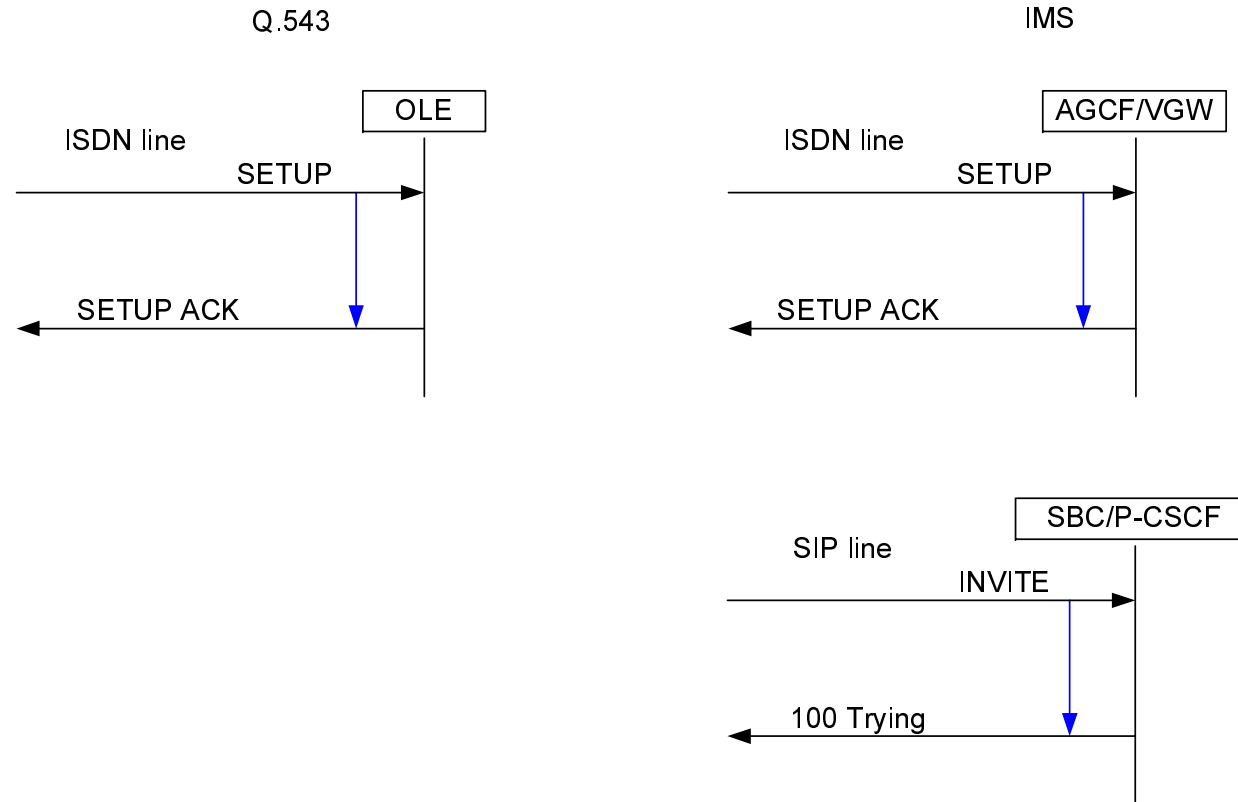 Q.543
IMS
OLE
AGCF/VGW
ISDN line
ISDN line
SETUP
SETUP
SETUP ACK
SETUP ACK
SBC/P-CSCF
SIP line
INVITE
100 Trying